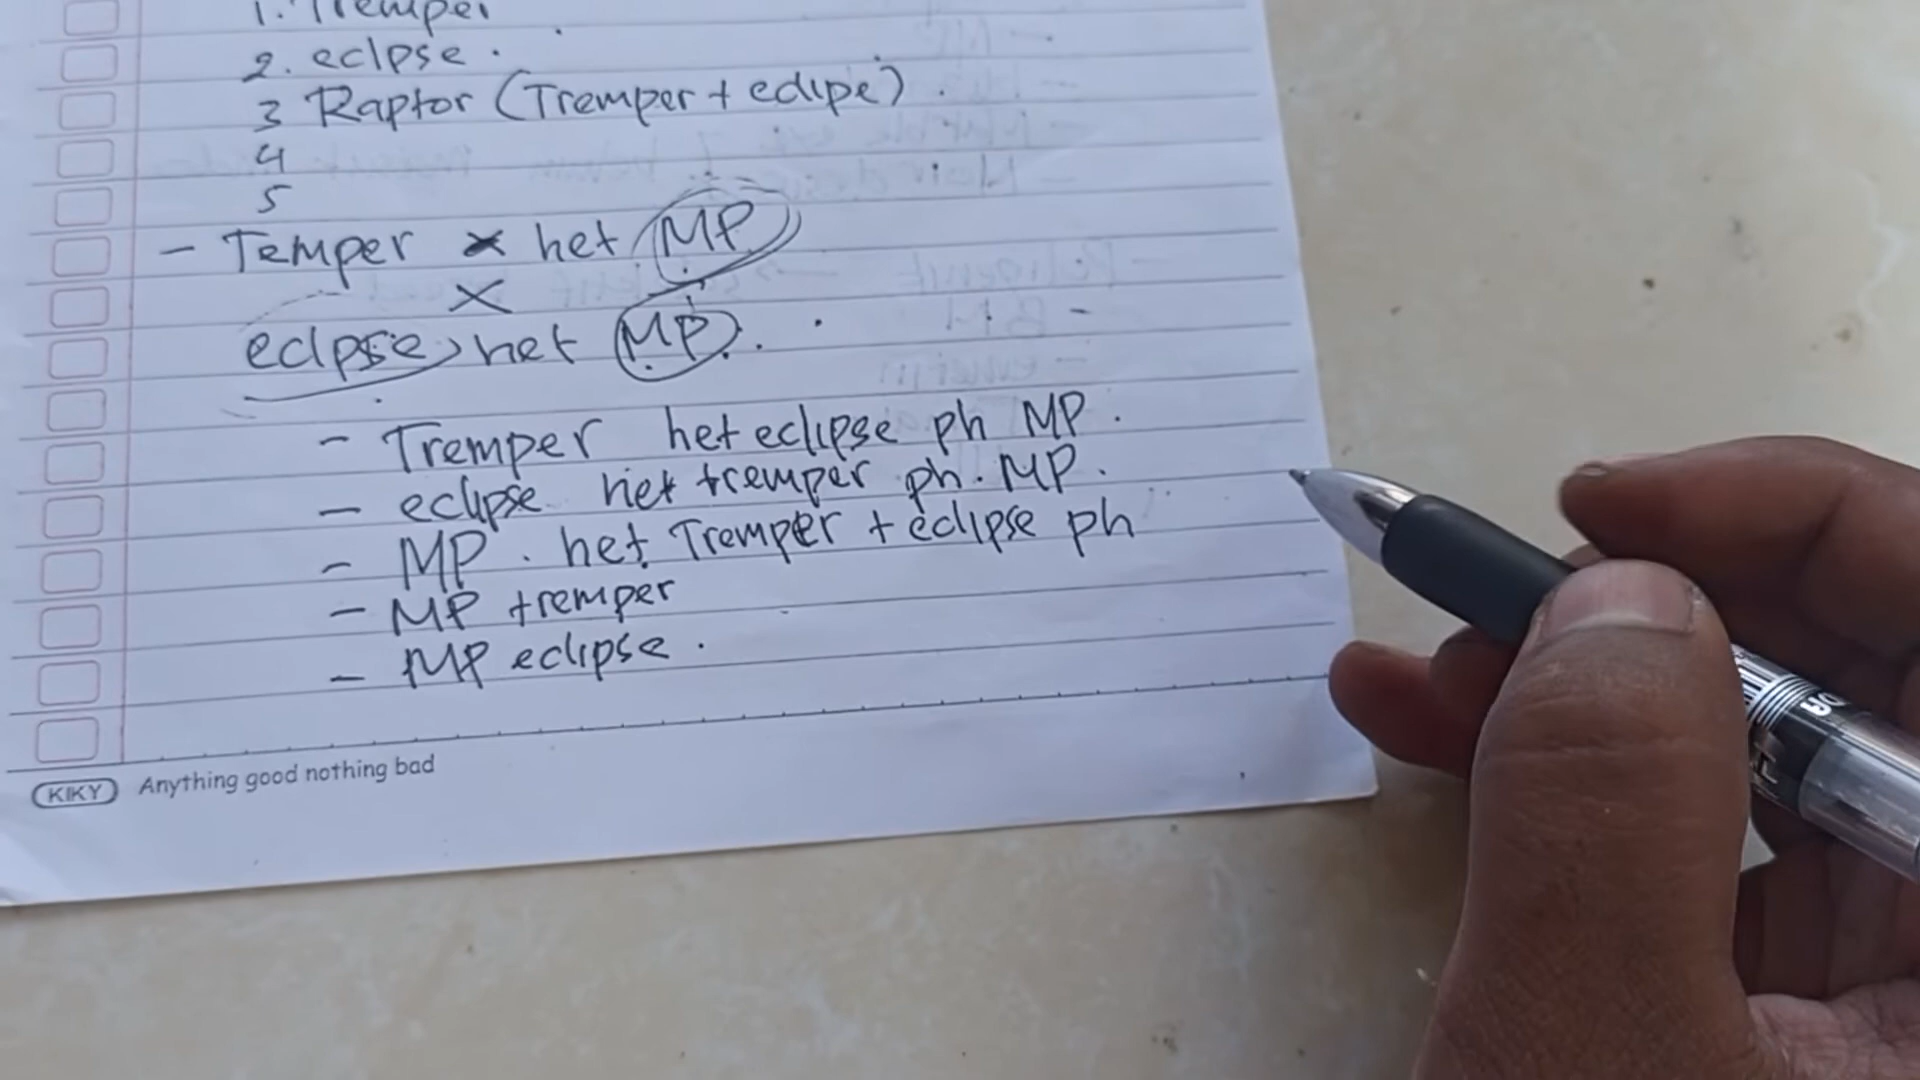 1. Tremper
2. eclpse .
3 Raptor (Tremper + eclipe) .
4
5
- Temper x het MP
x
eclpse het MP .
- Tremper het eclipse ph MP .
- eclipse het tremper ph. MP .
- MP . het Tremper + eclipse ph
- MP tremper
- MP eclipse .
KIKY Anything good nothing bad